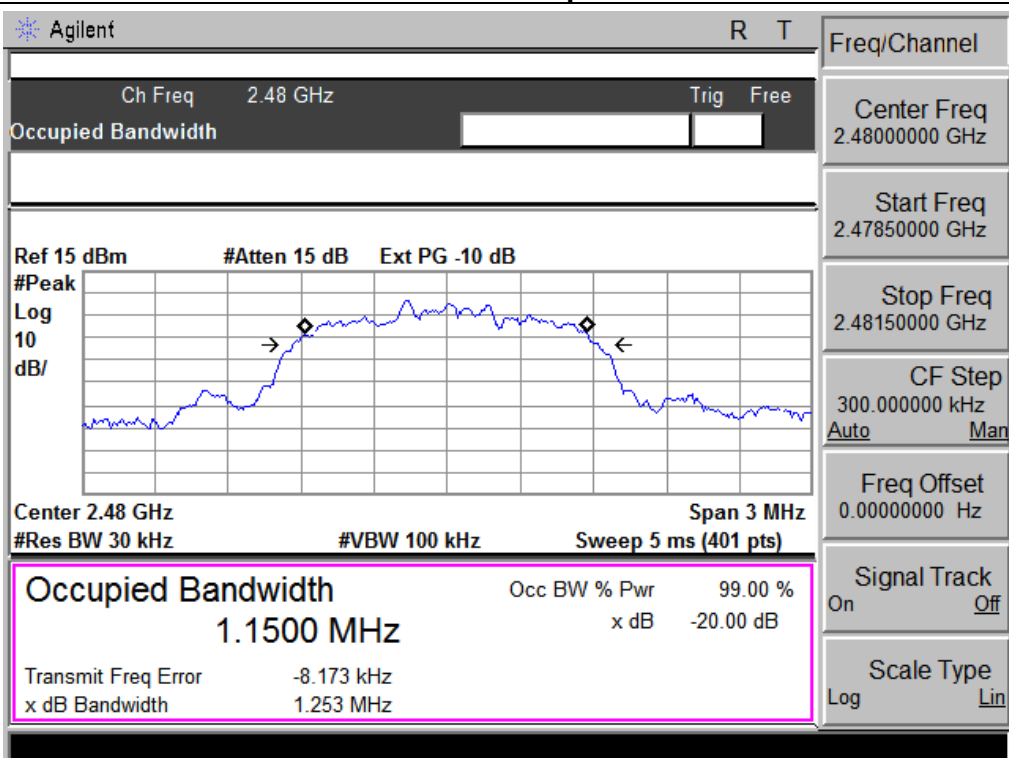 Agilent R T
Ch Freq 2.48 GHz Trig Free
Occupied Bandwidth
Ref 15 dBm #Atten 15 dB Ext PG -10 dB
#Peak
Log
10
dB/
Center 2.48 GHz Span 3 MHz
#Res BW 30 kHz #VBW 100 kHz Sweep 5 ms (401 pts)
Occupied Bandwidth Occ BW % Pwr 99.00 %
1.1500 MHz x dB -20.00 dB
Transmit Freq Error -8.173 kHz
x dB Bandwidth 1.253 MHz
Freq/Channel
Center Freq
2.48000000 GHz
Start Freq
2.47850000 GHz
Stop Freq
2.48150000 GHz
CF Step
300.000000 kHz
Auto Man
Freq Offset
0.00000000 Hz
Signal Track
On Off
Scale Type
Log Lin